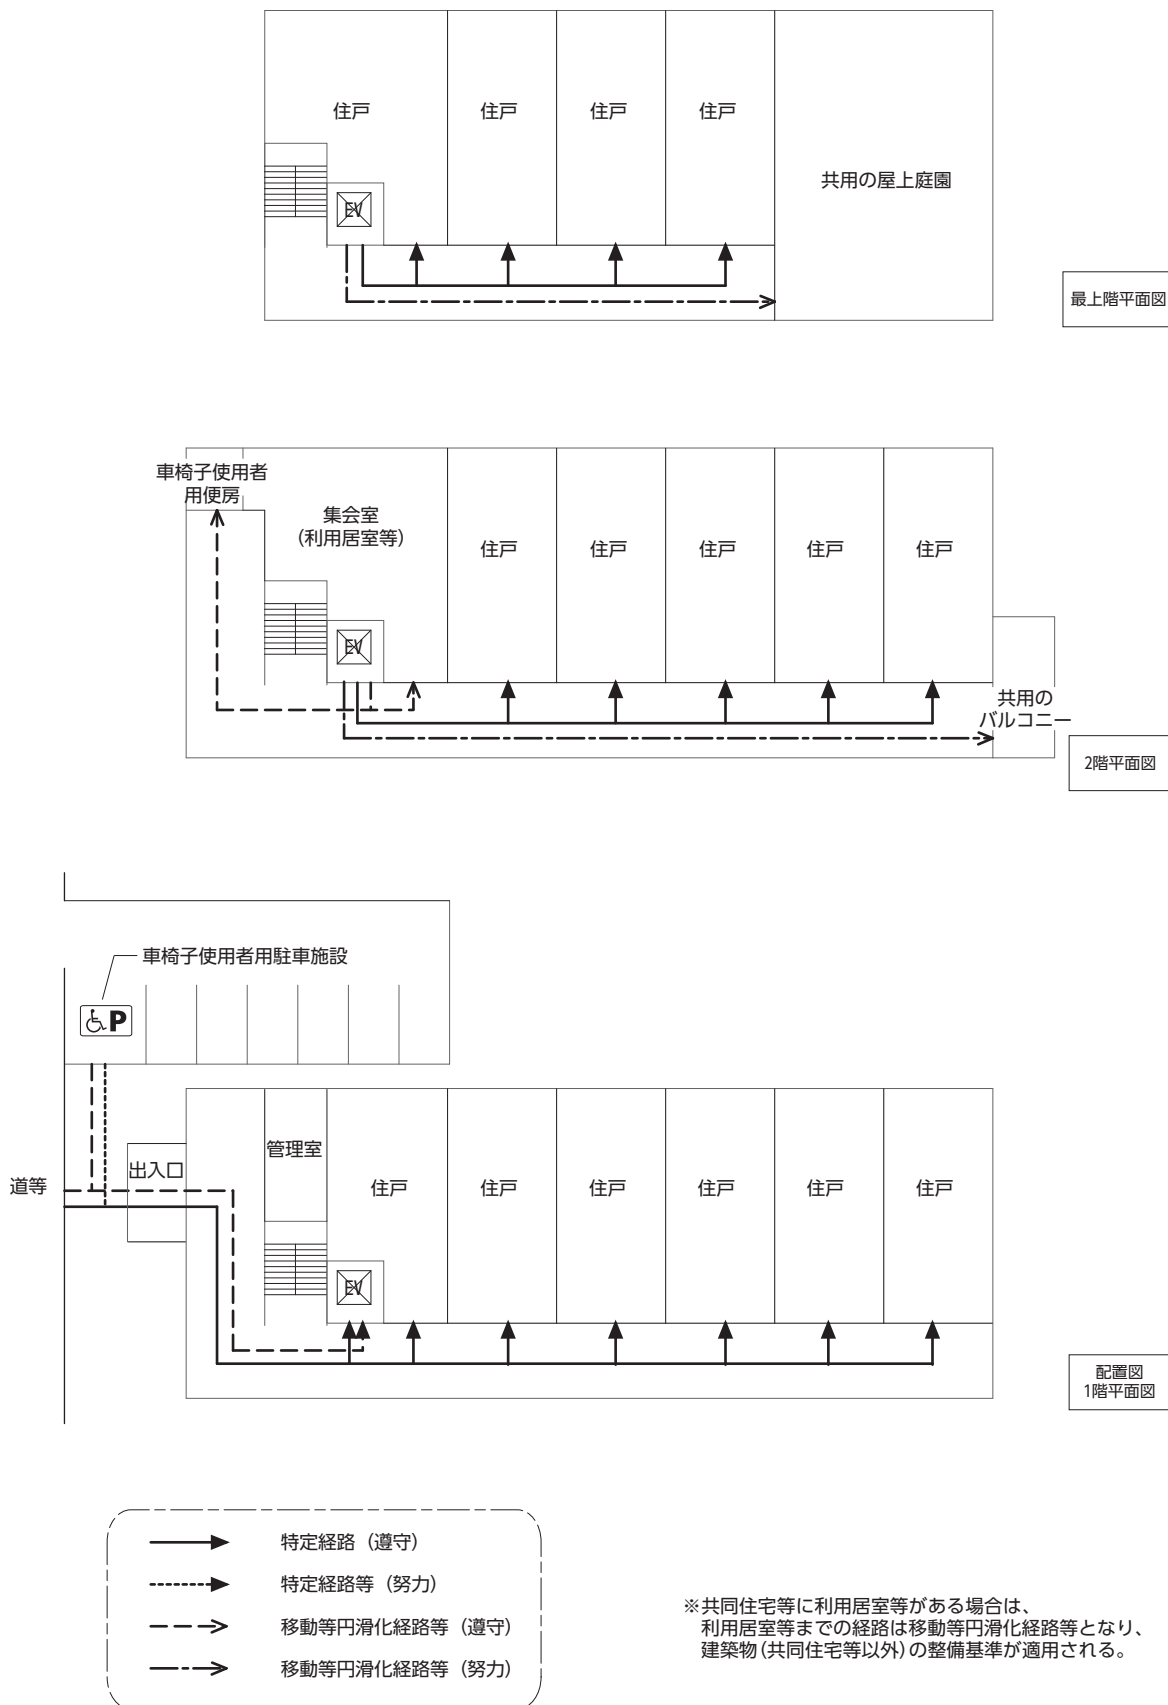 住戸
住戸
住戸
住戸
共用の屋上庭園
EV
最上階平面図
車椅子使用者
用便房
集会室
(利用居室等)
住戸
住戸
住戸
住戸
住戸
EV
共用の
バルコニー
2階平面図
車椅子使用者用駐車施設
P
道等
出入口
管理室
住戸
住戸
住戸
住戸
住戸
住戸
EV
配置図
1階平面図
特定経路（遵守）
特定経路等（努力）
移動等円滑化経路等（遵守）
移動等円滑化経路等（努力）
※共同住宅等に利用居室等がある場合は、
利用居室等までの経路は移動等円滑化経路等となり、
建築物(共同住宅等以外)の整備基準が適用される。